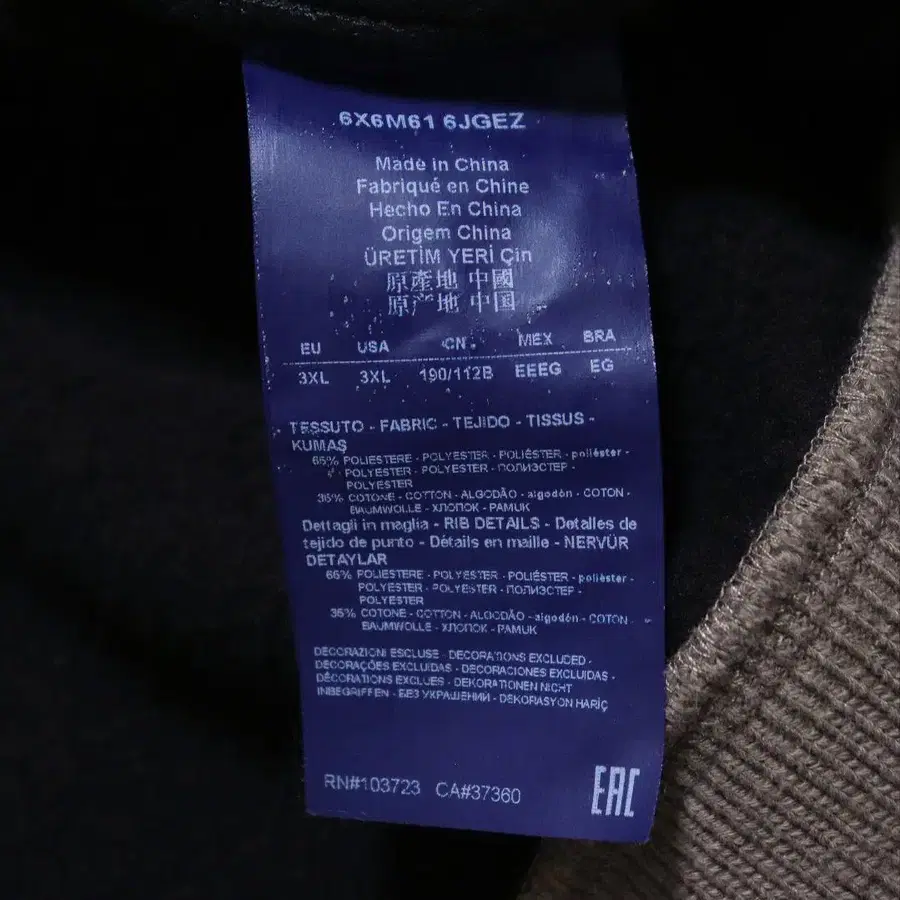 6X6M61 6JGEZ
Made in China
Fabriqué en Chine
Hecho En China
Origem China
ÜRETİM YERİ Çin
原產地 中國
原产地 中国
EU USA CN MEX BRA
3XL 3XL 190/112B EEEG EG
TESSUTO - FABRIC - TEJIDO - TISSUS -
KUMAŞ
65% POLIESTERE - POLYESTER - POLIÉSTER - poliéster -
POLYESTER - POLYESTER - ПОЛИЭСТЕР -
POLYESTER
35% COTONE - COTTON - ALGODÃO - algodón - COTON -
BAUMWOLLE - ХЛОПОК - PAMUK
Dettagli in maglia - RIB DETAILS - Detalles de
tejido de punto - Détails en maille - NERVÜR
DETAYLAR
65% POLIESTERE - POLYESTER - POLIÉSTER - poliéster -
POLYESTER - POLYESTER - ПОЛИЭСТЕР -
POLYESTER
35% COTONE - COTTON - ALGODÃO - algodón - COTON -
BAUMWOLLE - ХЛОПОК - PAMUK
DECORAZIONI ESCLUSE - DECORATIONS EXCLUDED -
DECORAÇÕES EXCLUIDAS - DECORACIONES EXCLUIDAS -
DÉCORATIONS EXCLUES - DEKORATIONEN NICHT
INBEGRIFFEN - БЕЗ УКРАШЕНИИ - DEKORASYON HARİÇ
RN#103723 CA#37360
EAC